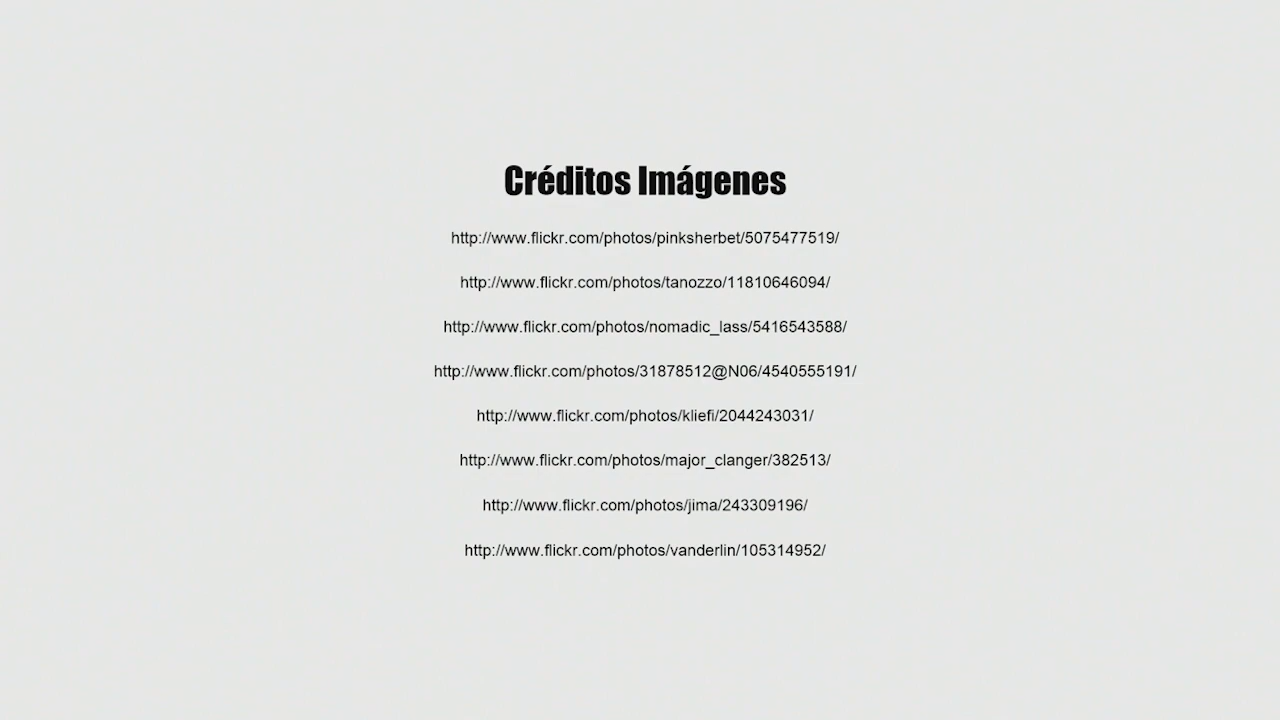 Créditos Imágenes
http://www.flickr.com/photos/pinksherbet/5075477519/
http://www.flickr.com/photos/tanozzo/11810646094/
http://www.flickr.com/photos/nomadic_lass/5416543588/
http://www.flickr.com/photos/31878512@N06/4540555191/
http://www.flickr.com/photos/kliefi/2044243031/
http://www.flickr.com/photos/major_clanger/382513/
http://www.flickr.com/photos/jima/243309196/
http://www.flickr.com/photos/vanderlin/105314952/